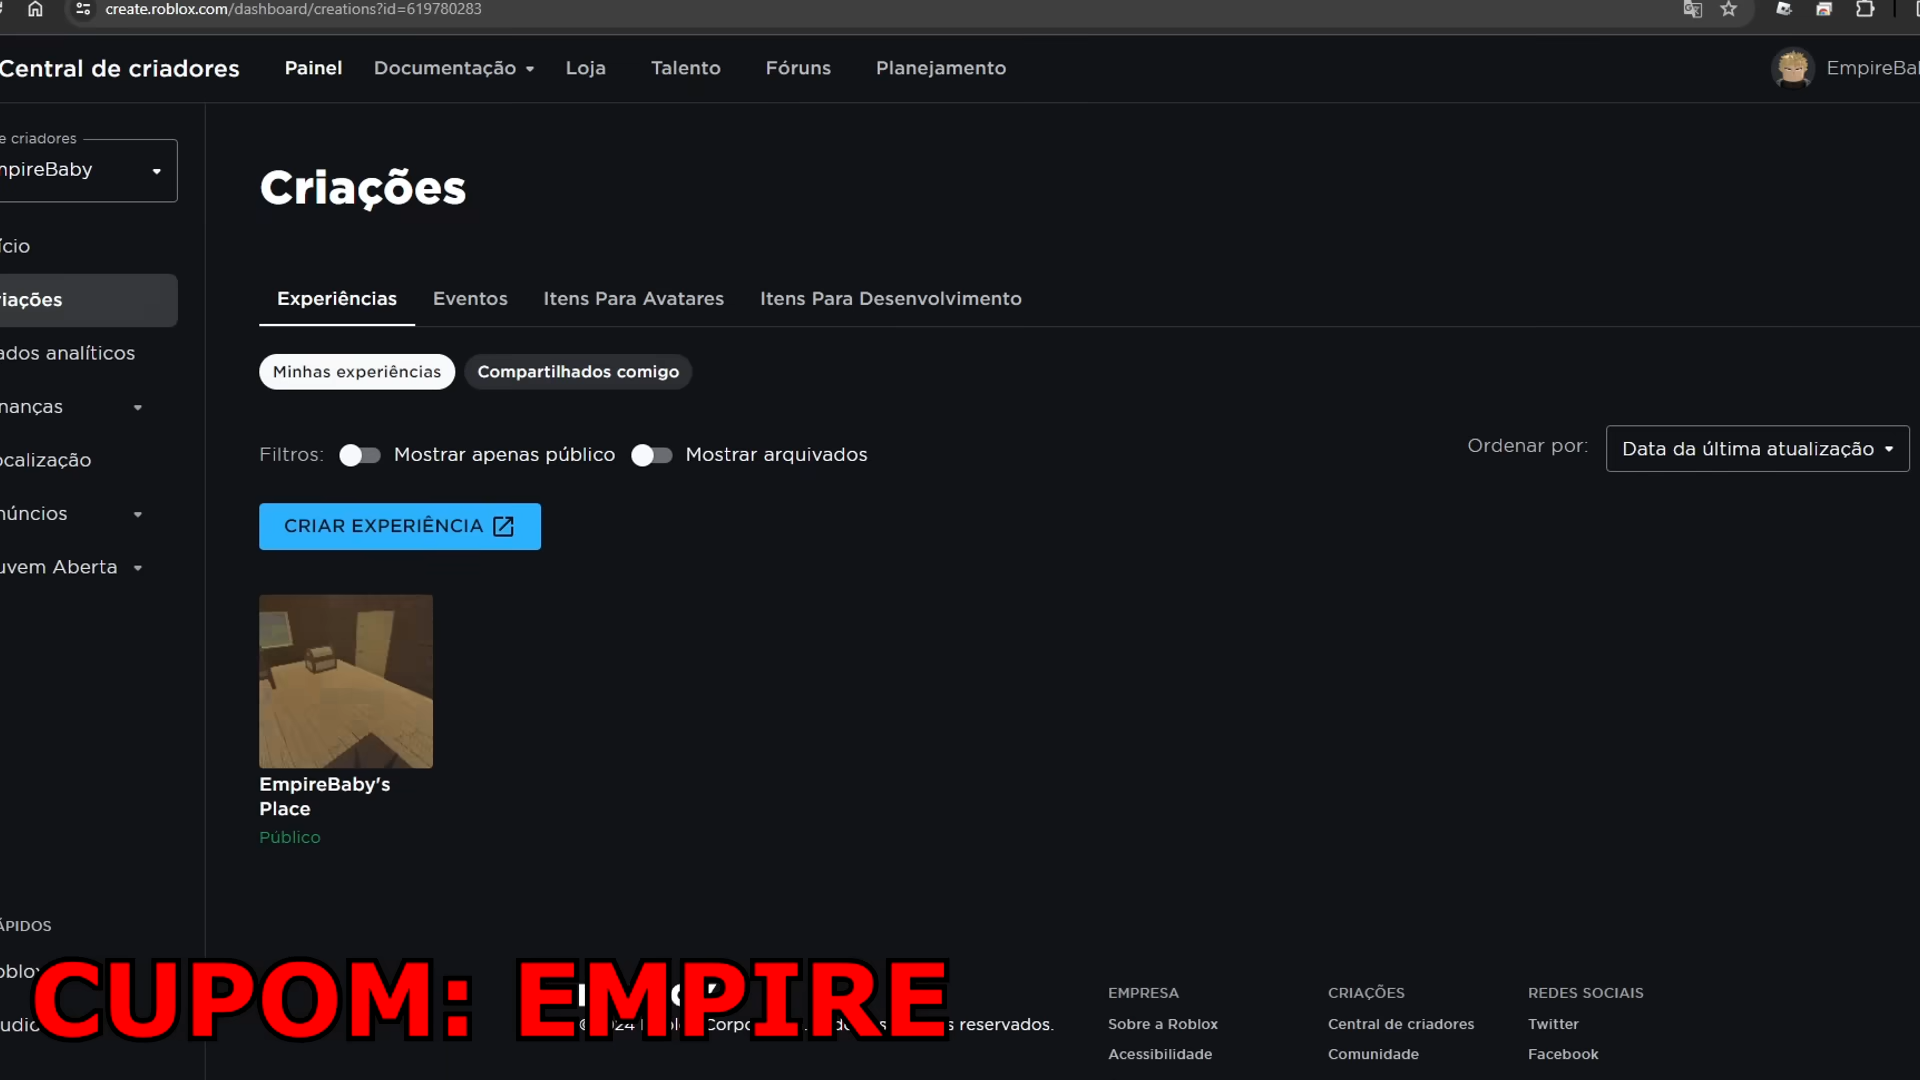 create.roblox.com/dashboard/creations?id=619780283
Central de criadores
Painel
Documentação
Loja
Talento
Fóruns
Planejamento
EmpireBa
e criadores
mpireBaby
ício
iações
ados analíticos
nanças
ocalização
núncios
uvem Aberta
Criações
Experiências
Eventos
Itens Para Avatares
Itens Para Desenvolvimento
Minhas experiências
Compartilhados comigo
Filtros:
Mostrar apenas público
Mostrar arquivados
Ordenar por:
Data da última atualização
CRIAR EXPERIÊNCIA
EmpireBaby's
Place
Público
ÁPIDOS
CUPOM: EMPIRE
reservados.
EMPRESA
Sobre a Roblox
Acessibilidade
CRIAÇÕES
Central de criadores
Comunidade
REDES SOCIAIS
Twitter
Facebook